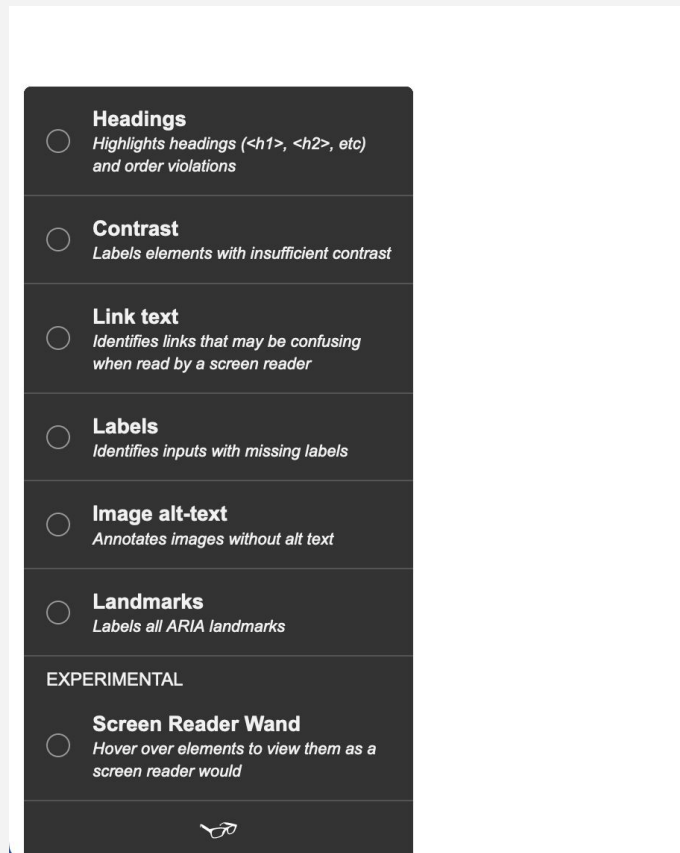 Headings
Highlights headings (<h1>, <h2>, etc)
and order violations
Contrast
Labels elements with insufficient contrast
Link text
Identifies links that may be confusing
when read by a screen reader
Labels
Identifies inputs with missing labels
Image alt-text
Annotates images without alt text
Landmarks
Labels all ARIA landmarks
EXPERIMENTAL
Screen Reader Wand
Hover over elements to view them as a
screen reader would